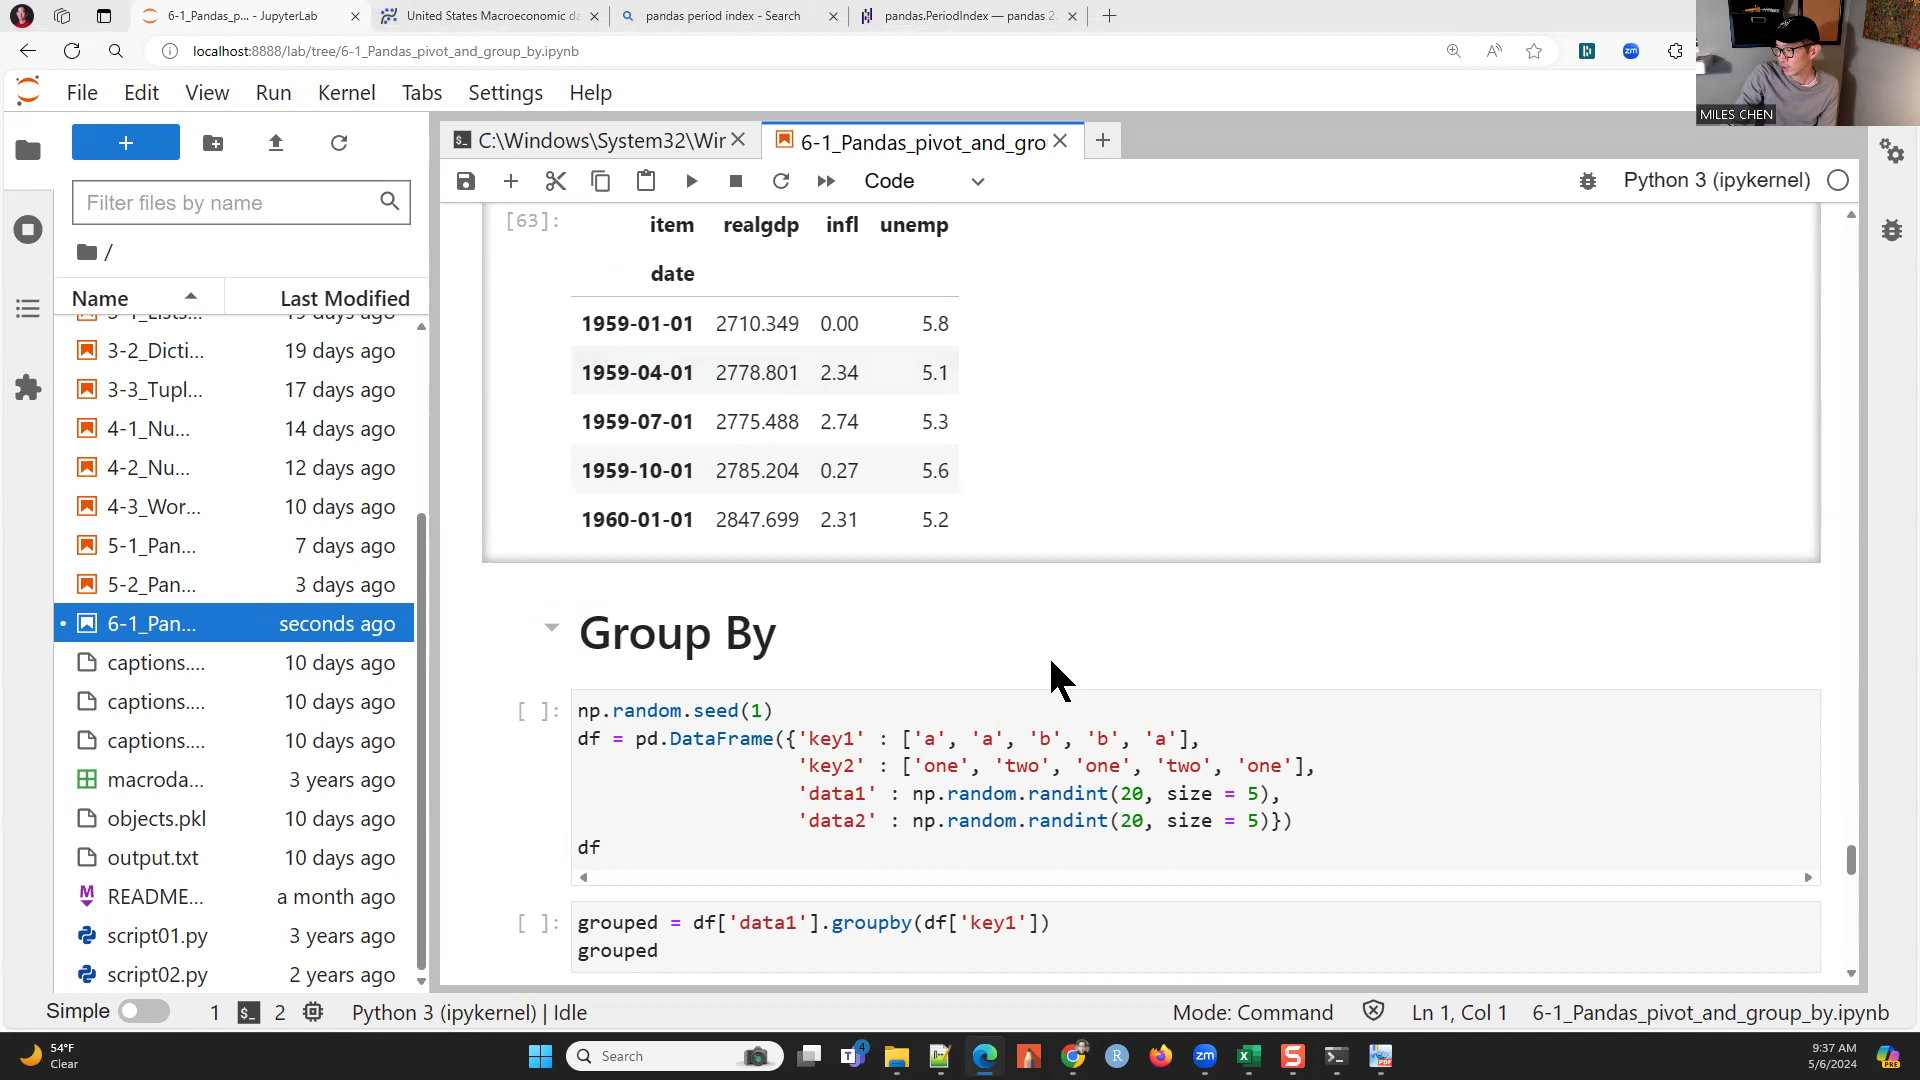 6-1_Pandas_p... - JupyterLab
United States Macroeconomic da
pandas period index - Search
pandas.PeriodIndex — pandas 2.
localhost:8888/lab/tree/6-1_Pandas_pivot_and_group_by.ipynb
MILES CHEN
File Edit View Run Kernel Tabs Settings Help
C:\Windows\System32\Wir
6-1_Pandas_pivot_and_gro
Filter files by name
Code
Python 3 (ipykernel)
/
Name Last Modified
3-1_Lists... 19 days ago
3-2_Dicti... 19 days ago
3-3_Tupl... 17 days ago
4-1_Nu... 14 days ago
4-2_Nu... 12 days ago
4-3_Wor... 10 days ago
5-1_Pan... 7 days ago
5-2_Pan... 3 days ago
6-1_Pan... seconds ago
captions.... 10 days ago
captions.... 10 days ago
captions.... 10 days ago
macroda... 3 years ago
objects.pkl 10 days ago
output.txt 10 days ago
README... a month ago
script01.py 3 years ago
script02.py 2 years ago
[63]:
item realgdp infl unemp
date
1959-01-01 2710.349 0.00 5.8
1959-04-01 2778.801 2.34 5.1
1959-07-01 2775.488 2.74 5.3
1959-10-01 2785.204 0.27 5.6
1960-01-01 2847.699 2.31 5.2
Group By
[ ]: np.random.seed(1)
df = pd.DataFrame({'key1' : ['a', 'a', 'b', 'b', 'a'],
'key2' : ['one', 'two', 'one', 'two', 'one'],
'data1' : np.random.randint(20, size = 5),
'data2' : np.random.randint(20, size = 5)})
df
[ ]: grouped = df['data1'].groupby(df['key1'])
grouped
Simple 1 2 Python 3 (ipykernel) | Idle
Mode: Command Ln 1, Col 1 6-1_Pandas_pivot_and_group_by.ipynb
54°F
Clear
Search
9:37 AM
5/6/2024